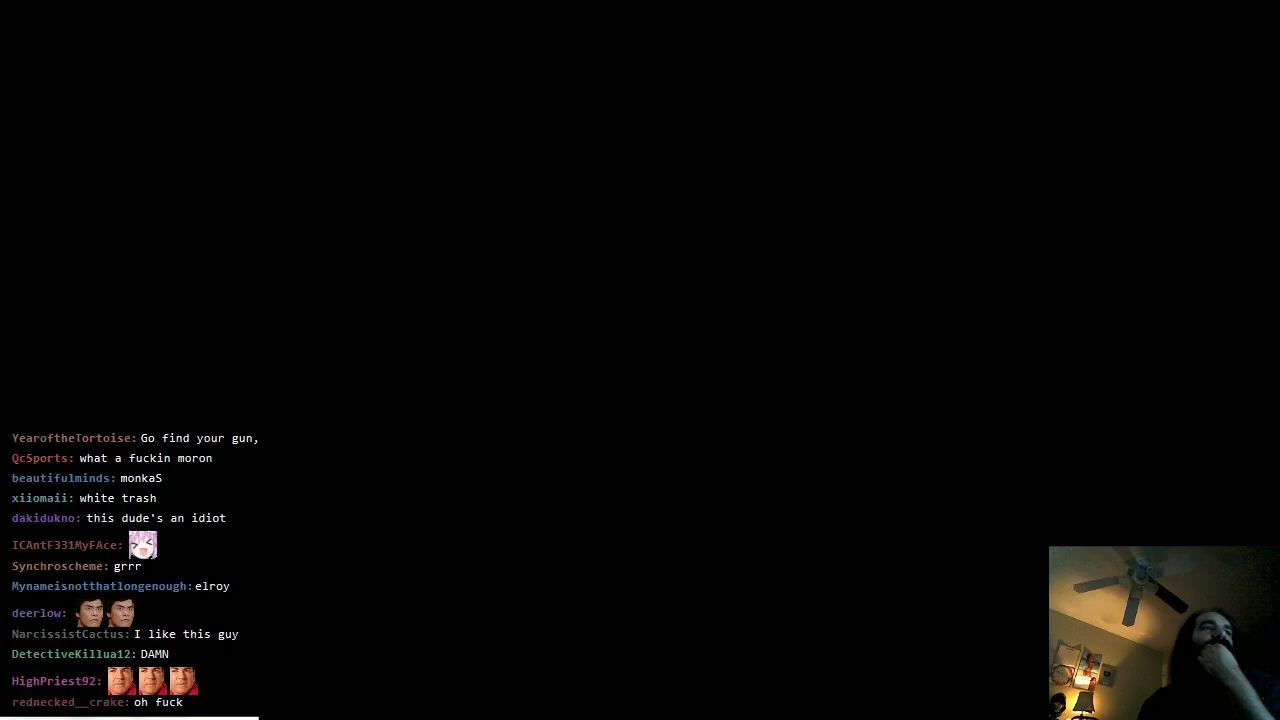 YearoftheTortoise: Go find your gun,
QcSports: what a fuckin moron
beautifulminds: monkaS
xiiomaii: white trash
dakidukno: this dude's an idiot
ICAntF331MyFAce:
Synchroscheme: grrr
Mynameisnotthatlongenough: elroy
deerlow:
NarcissistCactus: I like this guy
DetectiveKillua12: DAMN
HighPriest92:
rednecked__crake: oh fuck